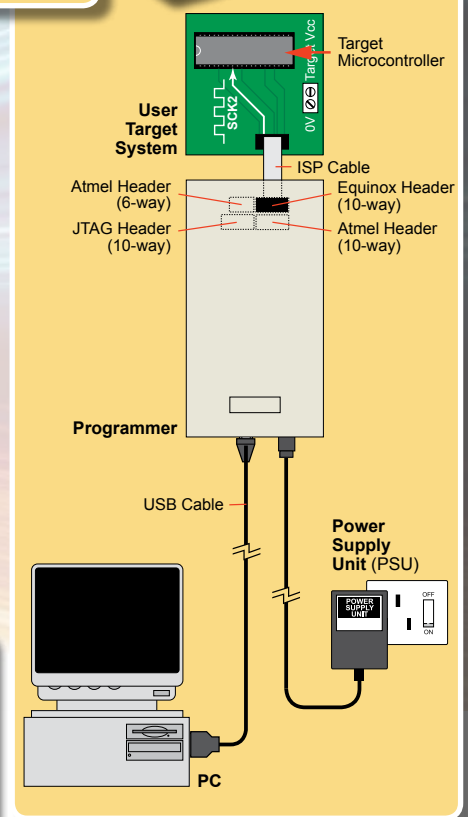 Target
Microcontroller
Target Vcc
0V
SCK2
User
Target
System
ISP Cable
Atmel Header
(6-way)
Equinox Header
(10-way)
JTAG Header
(10-way)
Atmel Header
(10-way)
Programmer
USB Cable
Power
Supply
Unit (PSU)
POWER
SUPPLY
UNIT
OFF
ON
PC